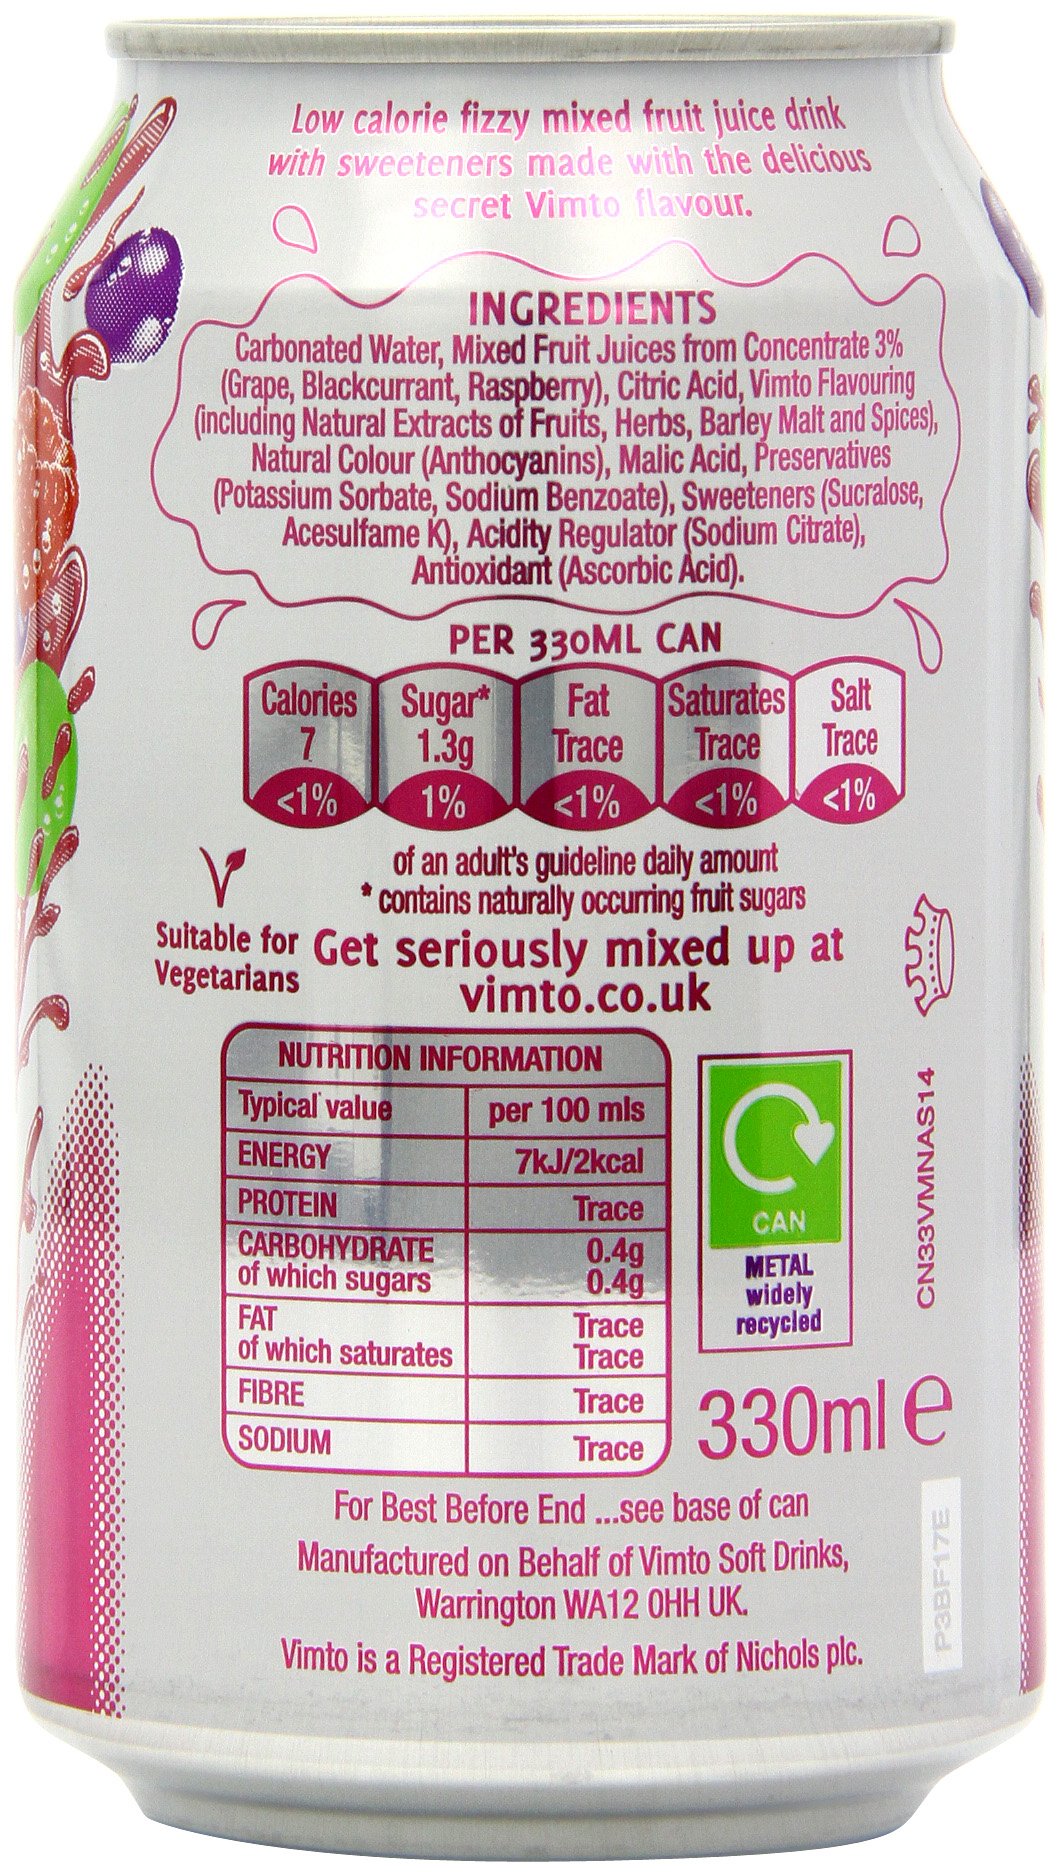 Low calorie fizzy mixed fruit juice drink
with sweeteners made with the delicious
secret Vimto flavour.
INGREDIENTS
Carbonated Water, Mixed Fruit Juices from Concentrate 3%
(Grape, Blackcurrant, Raspberry), Citric Acid, Vimto Flavouring
(including Natural Extracts of Fruits, Herbs, Barley Malt and Spices),
Natural Colour (Anthocyanins), Malic Acid, Preservatives
(Potassium Sorbate, Sodium Benzoate), Sweeteners (Sucralose,
Acesulfame K), Acidity Regulator (Sodium Citrate),
Antioxidant (Ascorbic Acid).
PER 330ML CAN
Calories Sugar* Fat Saturates Salt
7 1.3g Trace Trace Trace
<1% 1% <1% <1% <1%
of an adult's guideline daily amount
* contains naturally occurring fruit sugars
Suitable for
Vegetarians
Get seriously mixed up at
vimto.co.uk
NUTRITION INFORMATION
Typical value per 100 mls
ENERGY 7kJ/2kcal
PROTEIN Trace
CARBOHYDRATE 0.4g
of which sugars 0.4g
FAT Trace
of which saturates Trace
FIBRE Trace
SODIUM Trace
CAN
METAL
widely
recycled
CN33VMNAS14
330ml e
For Best Before End ...see base of can
Manufactured on Behalf of Vimto Soft Drinks,
Warrington WA12 0HH UK.
Vimto is a Registered Trade Mark of Nichols plc.
P3BF17E